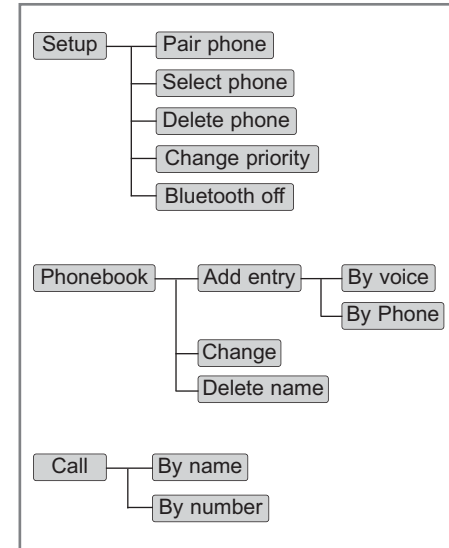 Setup
Pair phone
Select phone
Delete phone
Change priority
Bluetooth off
Phonebook
Add entry
By voice
By Phone
Change
Delete name
Call
By name
By number